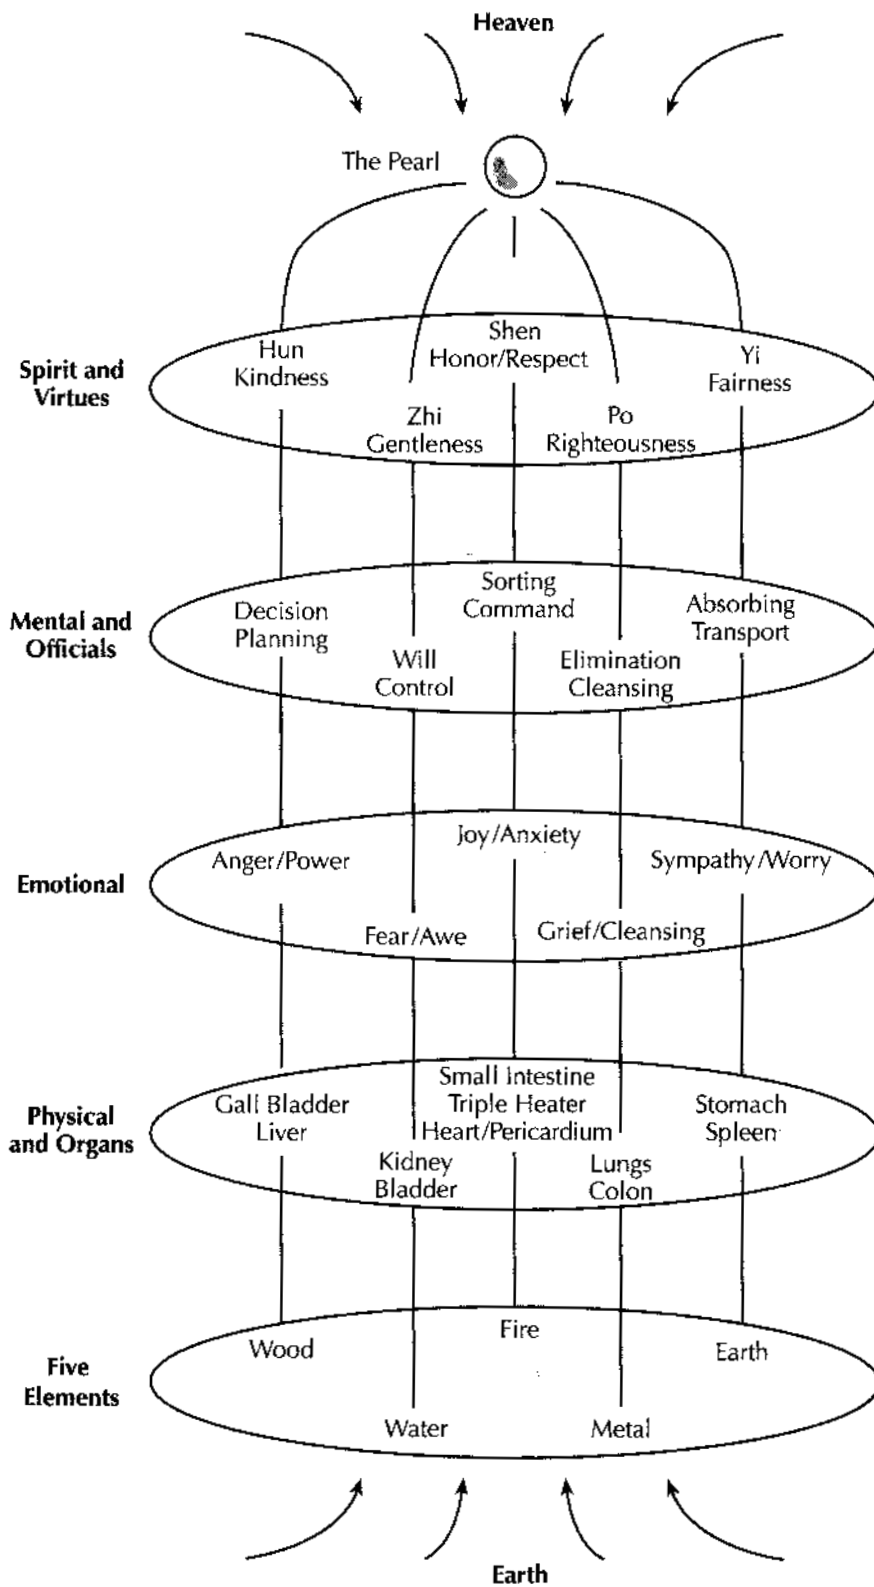 Heaven
The Pearl
Spirit and
Virtues
Hun
Kindness
Shen
Honor/Respect
Yi
Fairness
Zhi
Gentleness
Po
Righteousness
Mental and
Officials
Decision
Planning
Sorting
Command
Absorbing
Transport
Will
Control
Elimination
Cleansing
Emotional
Anger/Power
Joy/Anxiety
Sympathy/Worry
Fear/Awe
Grief/Cleansing
Physical
and Organs
Gall Bladder
Liver
Small Intestine
Triple Heater
Heart/Pericardium
Stomach
Spleen
Kidney
Bladder
Lungs
Colon
Five
Elements
Wood
Fire
Earth
Water
Metal
Earth